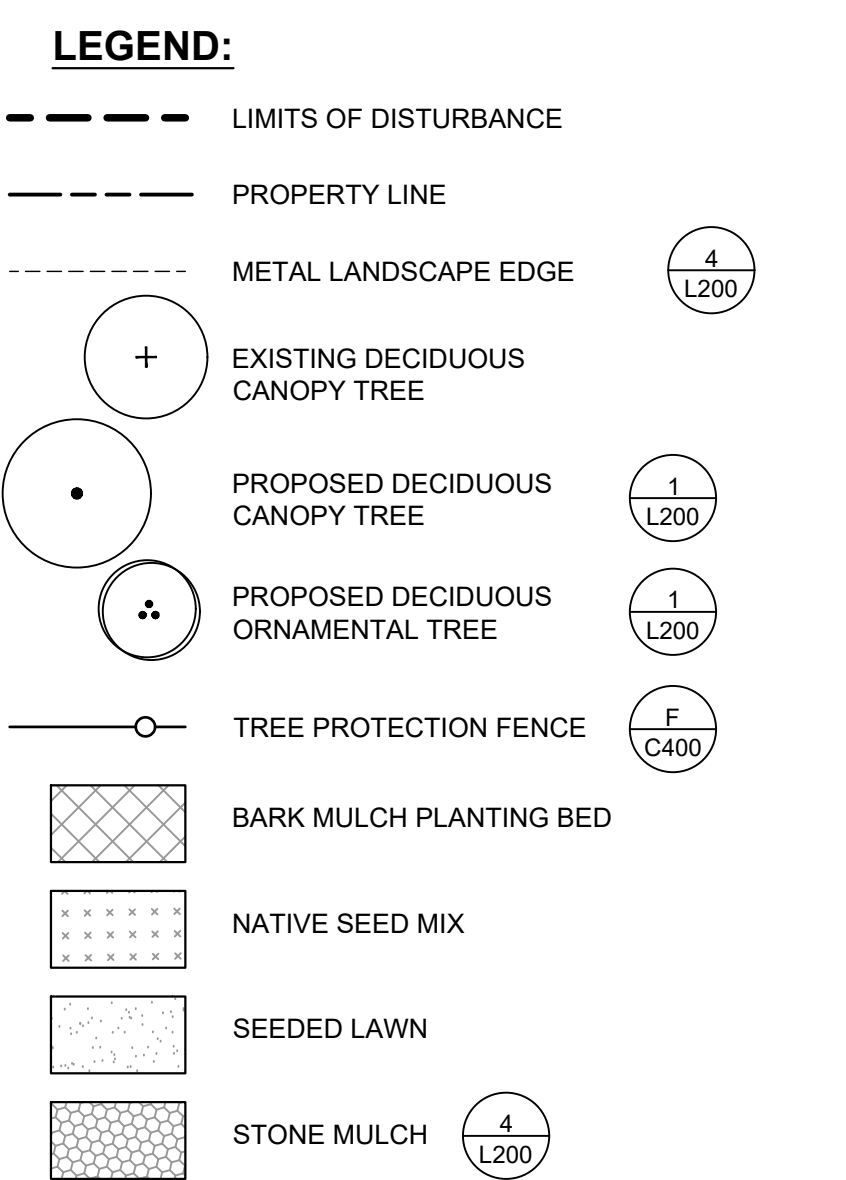 LEGEND:
LIMITS OF DISTURBANCE
PROPERTY LINE
METAL LANDSCAPE EDGE
4
L200
EXISTING DECIDUOUS
CANOPY TREE
PROPOSED DECIDUOUS
CANOPY TREE
1
L200
PROPOSED DECIDUOUS
ORNAMENTAL TREE
1
L200
TREE PROTECTION FENCE
F
C400
BARK MULCH PLANTING BED
NATIVE SEED MIX
SEEDED LAWN
STONE MULCH
4
L200